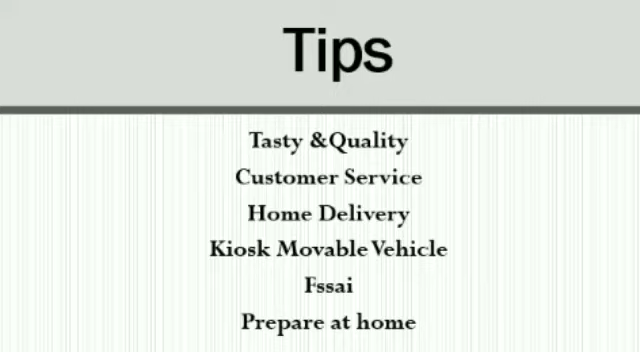 Tips
Tasty &Quality
Customer Service
Home Delivery
Kiosk Movable Vehicle
Fssai
Prepare at home